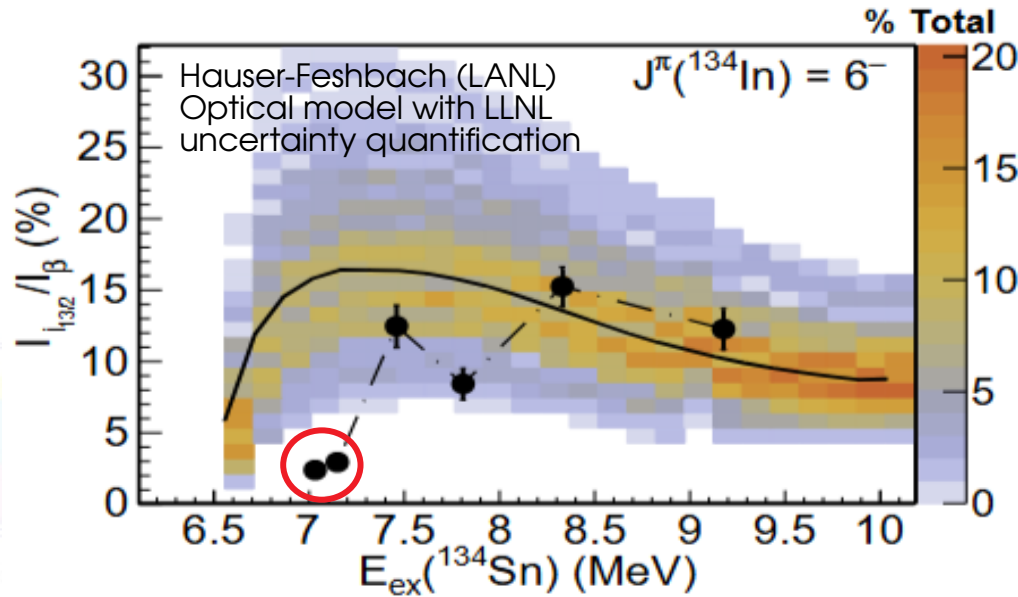 % Total
Hauser-Feshbach (LANL)
Optical model with LLNL
uncertainty quantification
Jπ(¹³⁴In) = 6⁻
I i13/2 /Iβ (%)
30
25
20
15
10
5
0
20
15
10
5
0
6.5 7 7.5 8 8.5 9 9.5 10
Eex(¹³⁴Sn) (MeV)